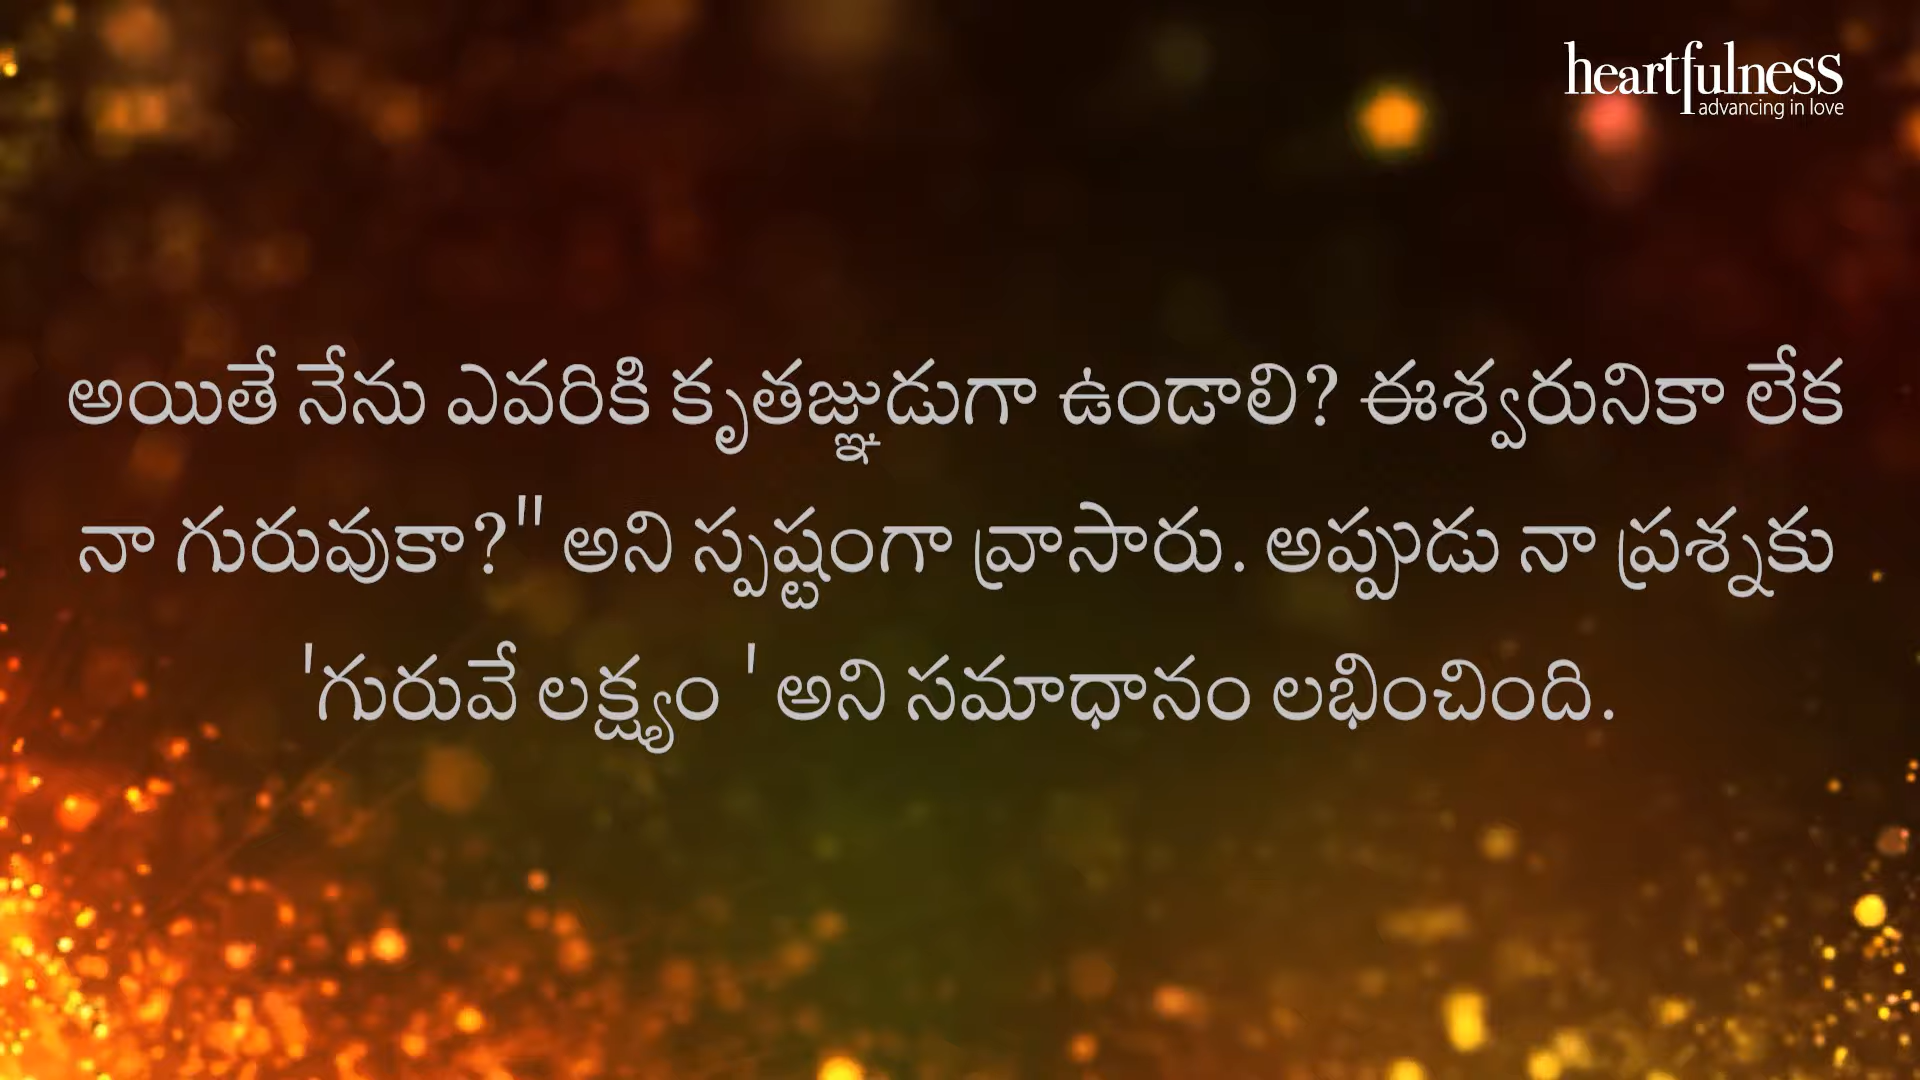 heartfulness
advancing in love
అయితే నేను ఎవరికి కృతజ్ఞుడుగా ఉండాలి? ఈశ్వరునికా లేక
నా గురువుకా?" అని స్పష్టంగా వ్రాసారు. అప్పుడు నా ప్రశ్నకు
'గురువే లక్ష్యం ' అని సమాధానం లభించింది.